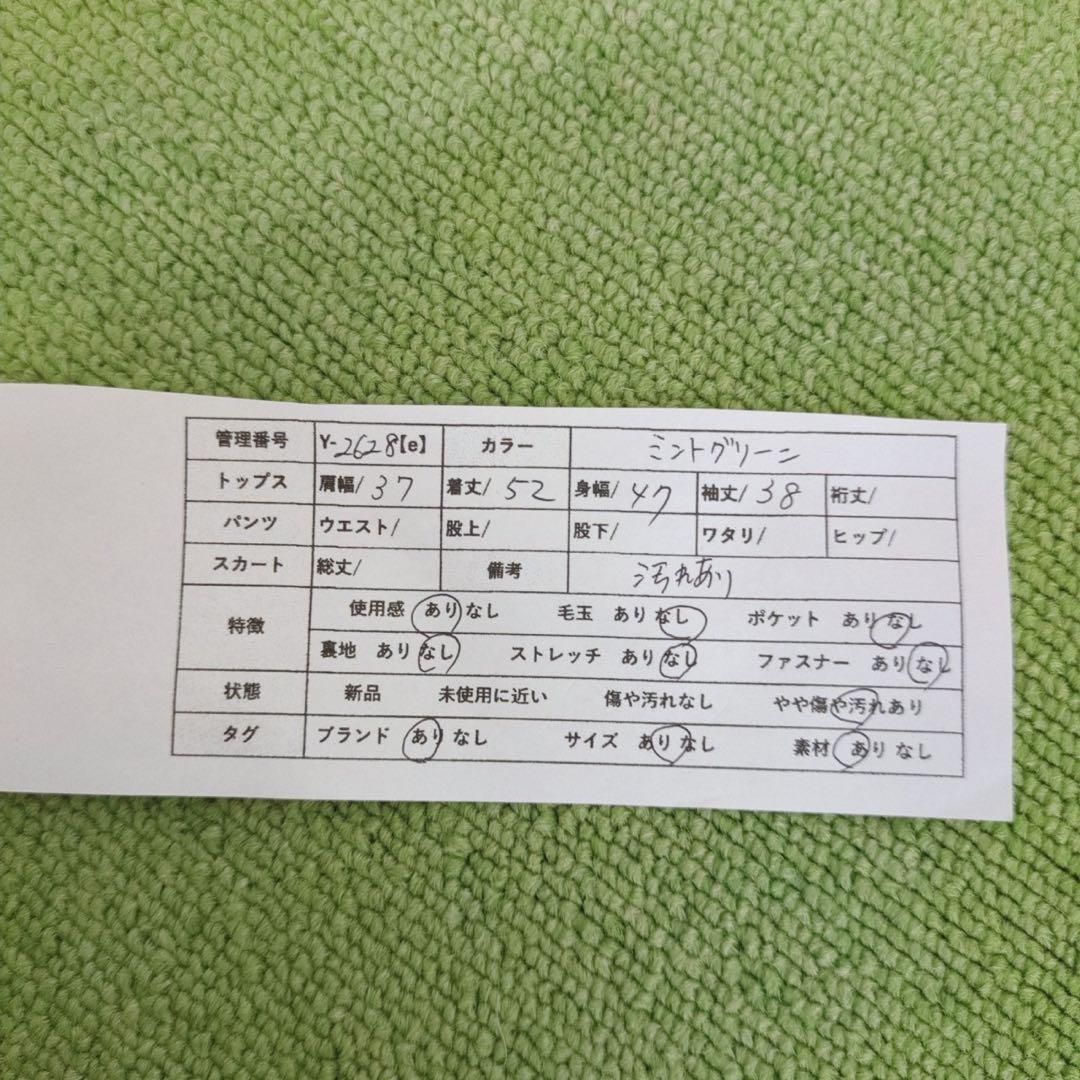 管理番号 Y-2628【e】 カラー ミントグリーン
トップス 肩幅/37 着丈/52 身幅/47 袖丈/38 裄丈/
パンツ ウエスト/ 股上/ 股下/ ワタリ/ ヒップ/
スカート 総丈/ 備考 汚れあり
特徴 使用感 あり なし 毛玉 あり なし ポケット あり なし
裏地 あり なし ストレッチ あり なし ファスナー あり なし
状態 新品 未使用に近い 傷や汚れなし やや傷や汚れあり
タグ ブランド あり なし サイズ あり なし 素材 あり なし